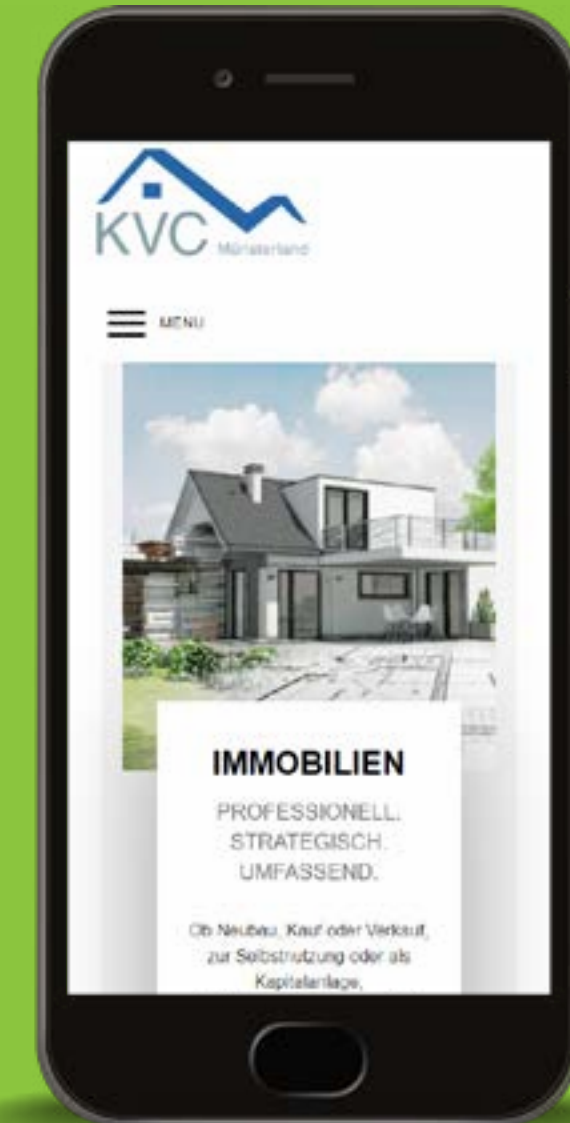 KVC Münsterland
MENU
IMMOBILIEN
PROFESSIONELL.
STRATEGISCH.
UMFASSEND.
Ob Neubau, Kauf oder Verkauf,
zur Selbstnutzung oder als
Kapitalanlage,